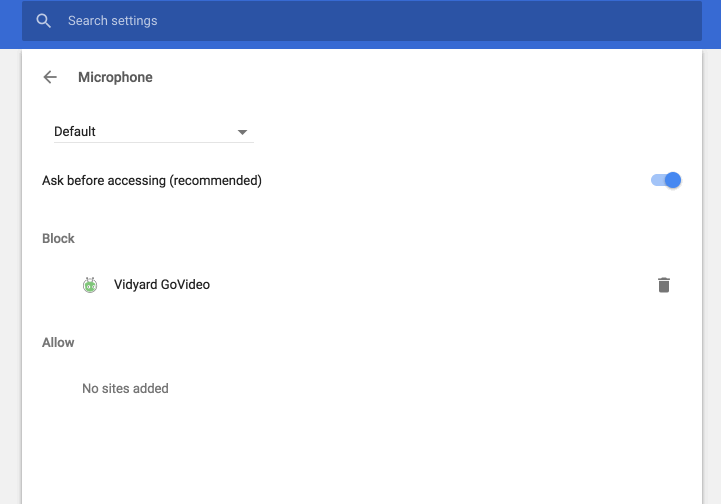 Search settings
Microphone
Default
Ask before accessing (recommended)
Block
Vidyard GoVideo
Allow
No sites added